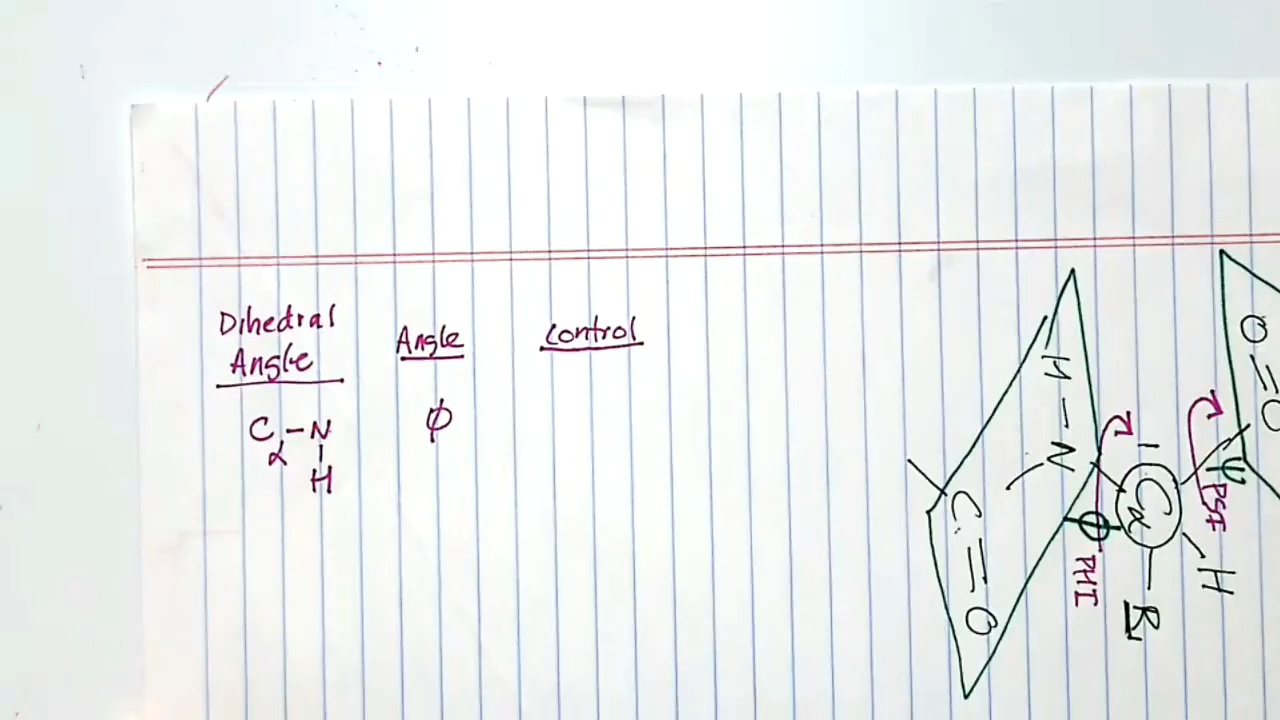 Dihedral Angle Angle Control
Cα-N ϕ
H
H-N
C=O
ϕ
PHI
Cα
R
H
ψ
PSI
O=C